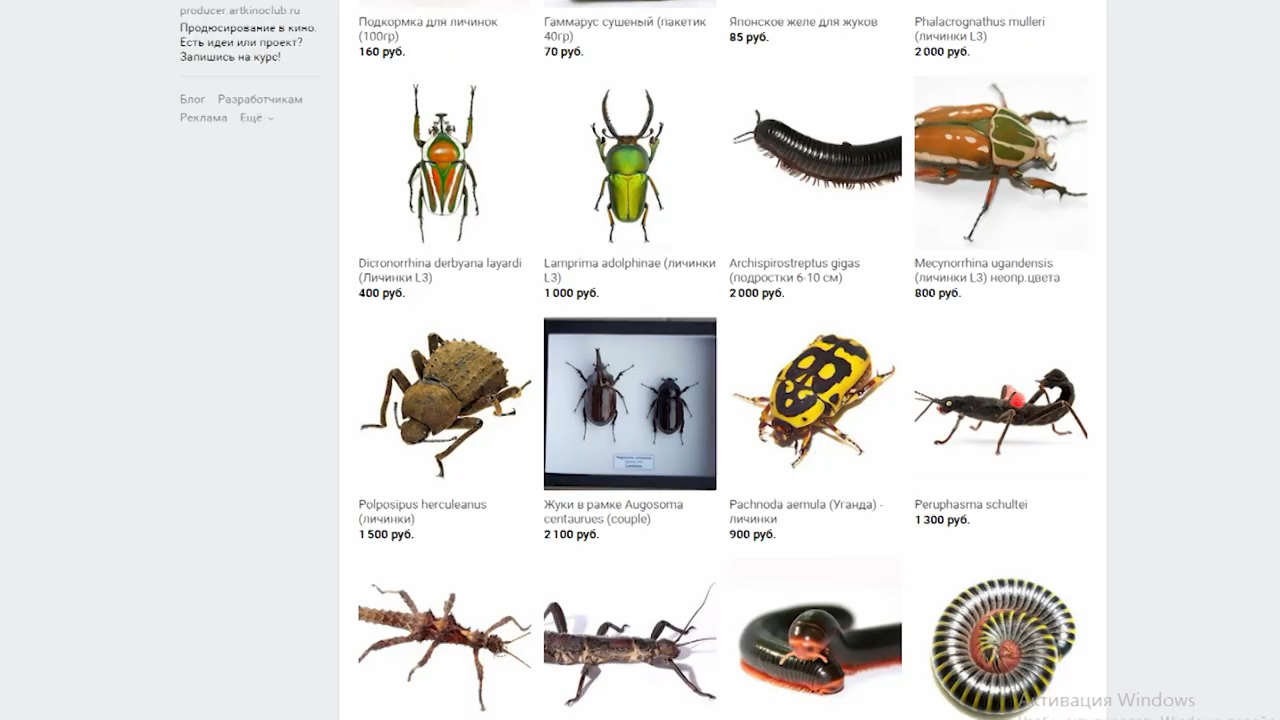 producer.artkinoclub.ru
Продюсирование в кино.
Есть идеи или проект?
Запишись на курс!
Блог Разработчикам
Реклама Ещё
Подкормка для личинок
(100гр)
160 руб.
Гаммарус сушеный (пакетик
40гр)
70 руб.
Японское желе для жуков
85 руб.
Phalacrognathus mulleri
(личинки L3)
2 000 руб.
Dicronorrhina derbyana layardi
(Личинки L3)
400 руб.
Lamprima adolphinae (личинки
L3)
1 000 руб.
Archispirostreptus gigas
(подростки 6-10 см)
2 000 руб.
Mecynorrhina ugandensis
(личинки L3) неопр.цвета
800 руб.
Polposipus herculeanus
(личинки)
1 500 руб.
Жуки в рамке Augosoma
centaurues (couple)
2 100 руб.
Pachnoda aemula (Уганда) -
личинки
900 руб.
Peruphasma schultei
1 300 руб.
Активация Windows